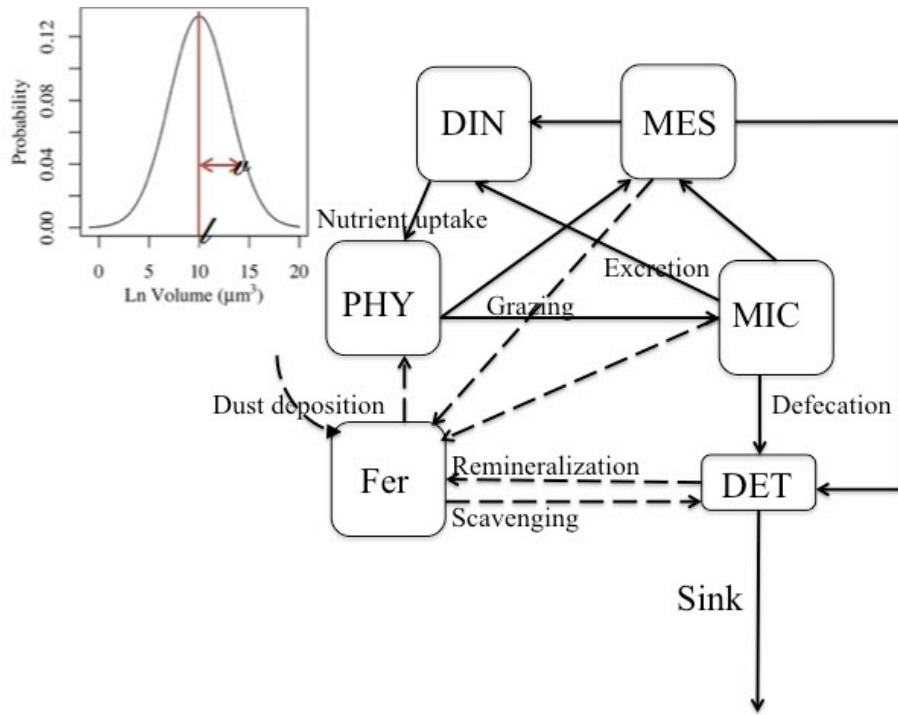 Probability
0.12
0.08
0.04
0.00
v
l
0
5
10
15
20
Ln Volume (µm³)
DIN
MES
Nutrient uptake
Excretion
PHY
Grazing
MIC
Dust deposition
Defecation
Fer
Remineralization
DET
Scavenging
Sink